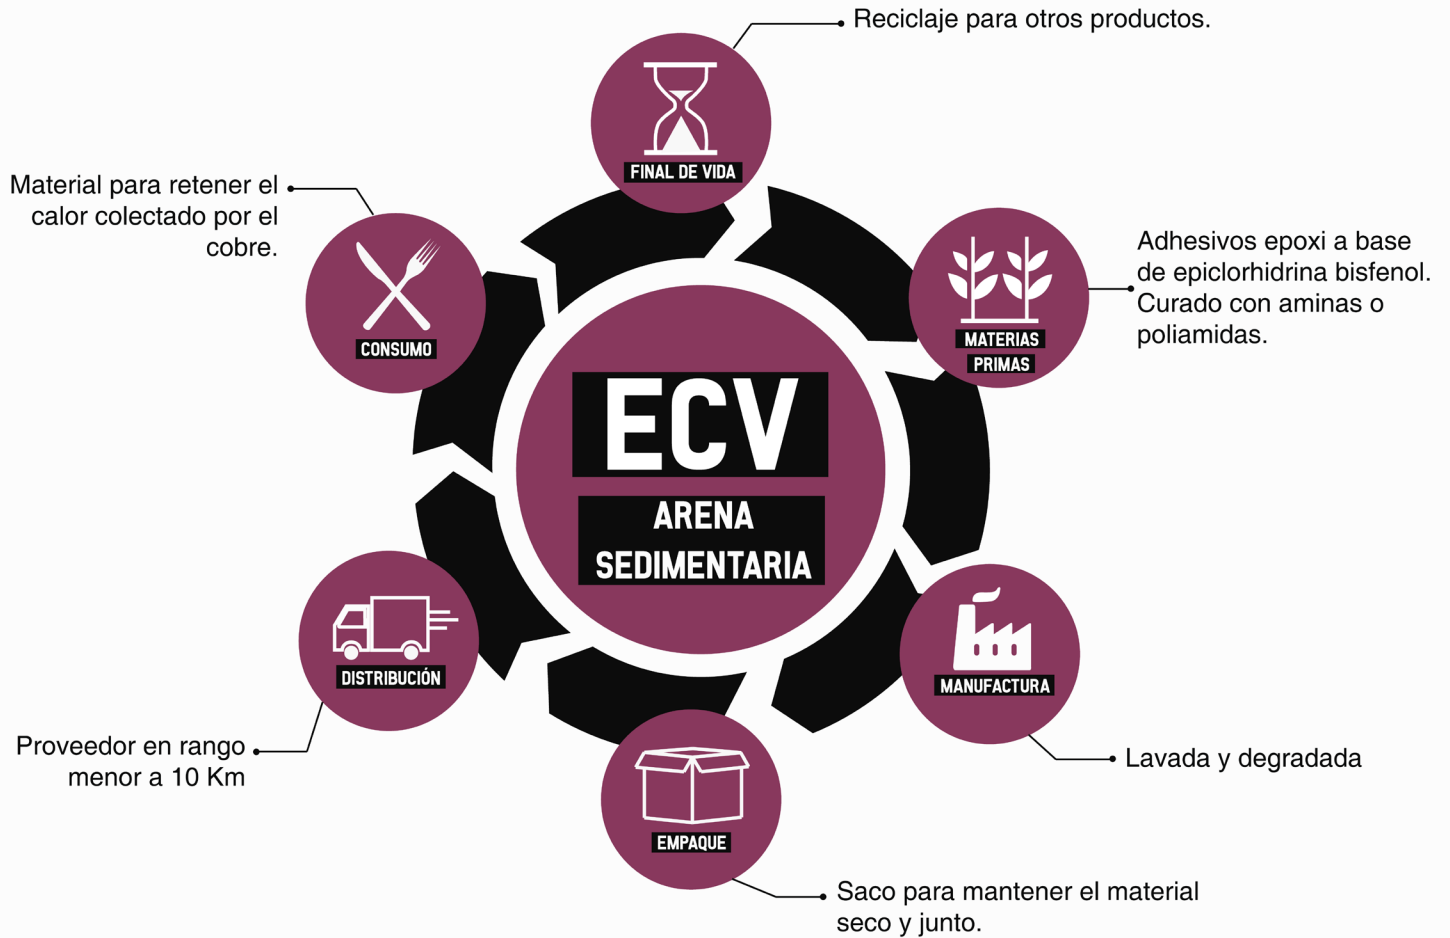 Reciclaje para otros productos.
FINAL DE VIDA
Material para retener el
calor colectado por el
cobre.
CONSUMO
Adhesivos epoxi a base
de epiclorhidrina bisfenol.
Curado con aminas o
poliamidas.
MATERIAS
PRIMAS
ECV
ARENA
SEDIMENTARIA
DISTRIBUCIÓN
Proveedor en rango
menor a 10 Km
MANUFACTURA
Lavada y degradada
EMPAQUE
Saco para mantener el material
seco y junto.